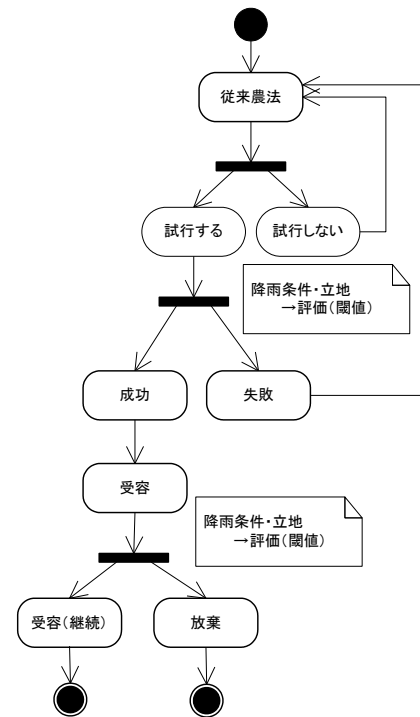 従来農法
試行する
試行しない
降雨条件・立地
→評価(閾値)
成功
失敗
受容
降雨条件・立地
→評価(閾値)
受容(継続)
放棄